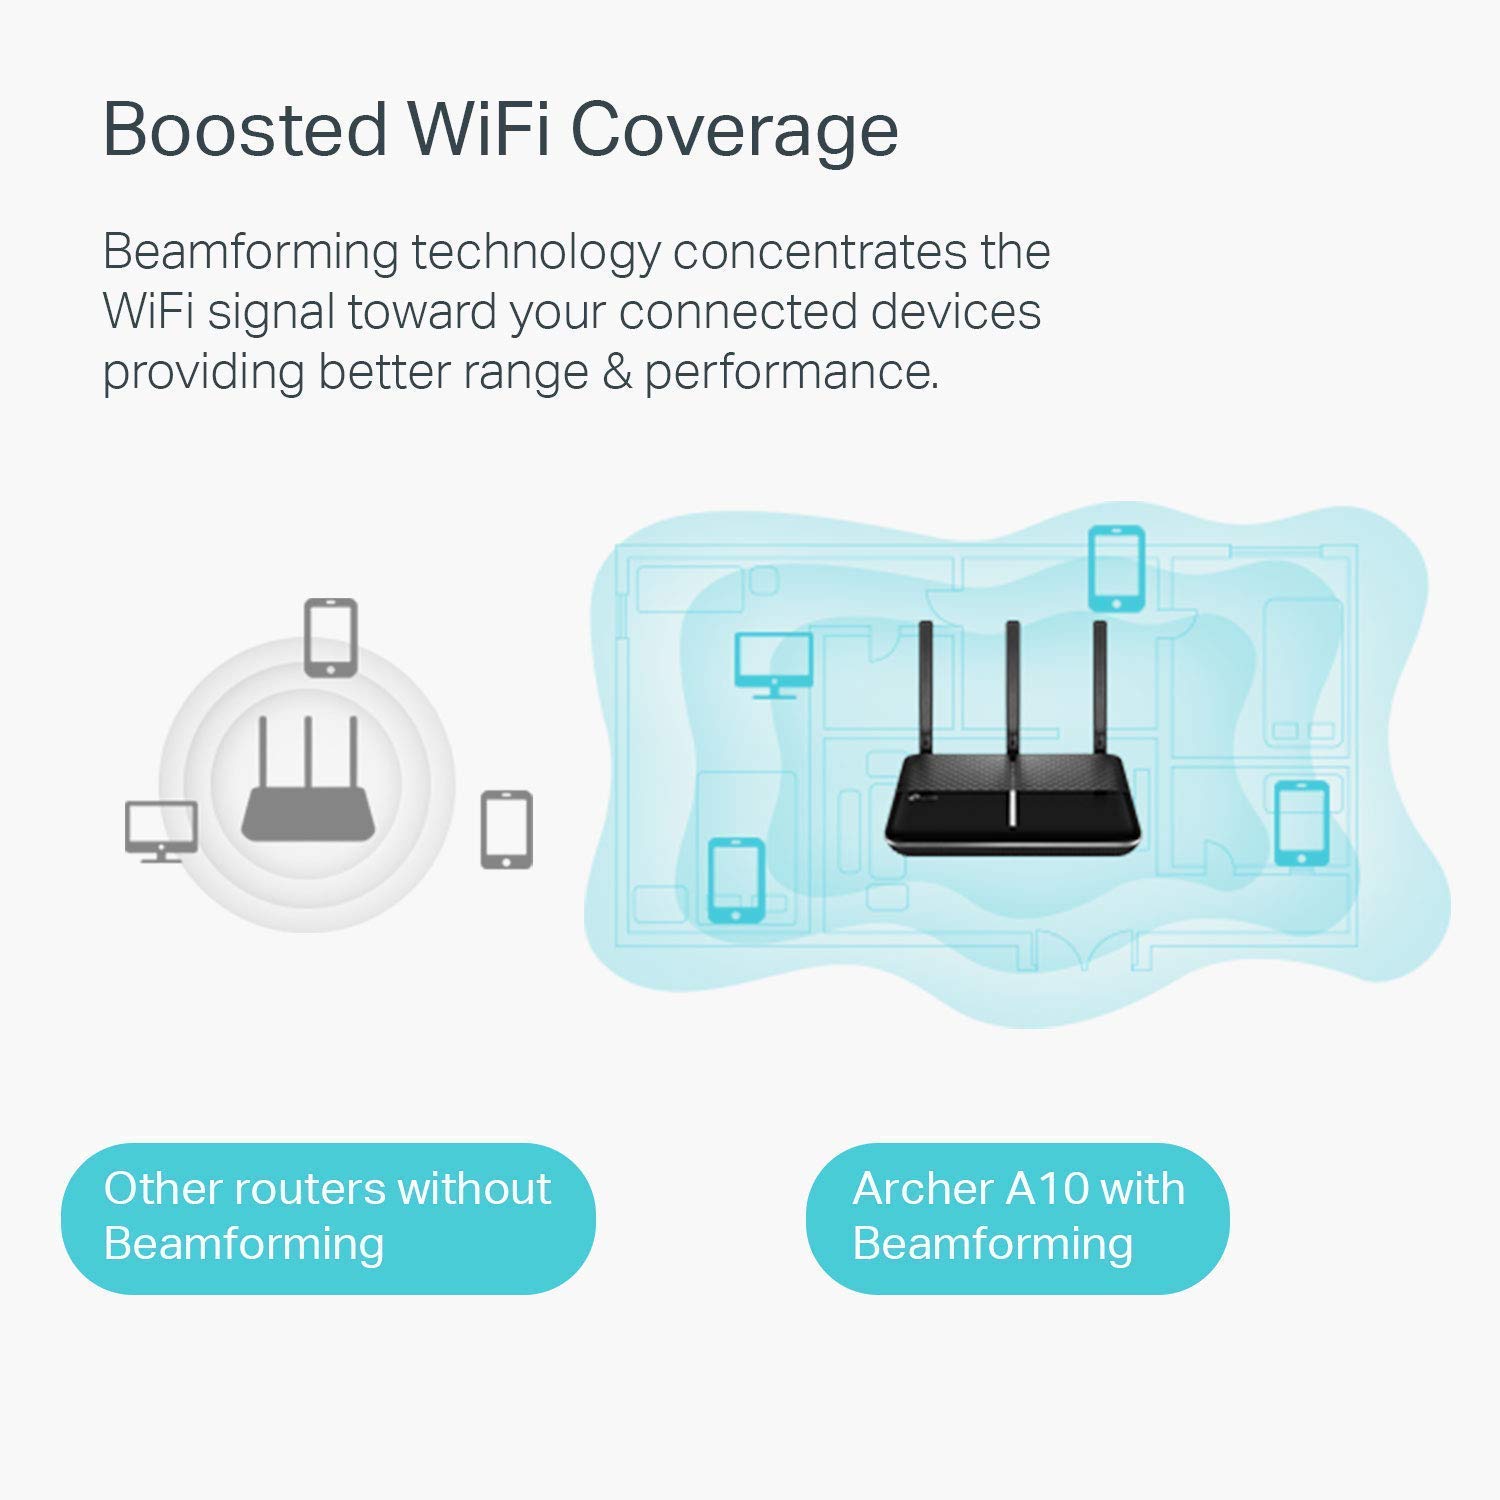 Boosted WiFi Coverage
Beamforming technology concentrates the
WiFi signal toward your connected devices
providing better range & performance.
Other routers without
Beamforming
Archer A10 with
Beamforming